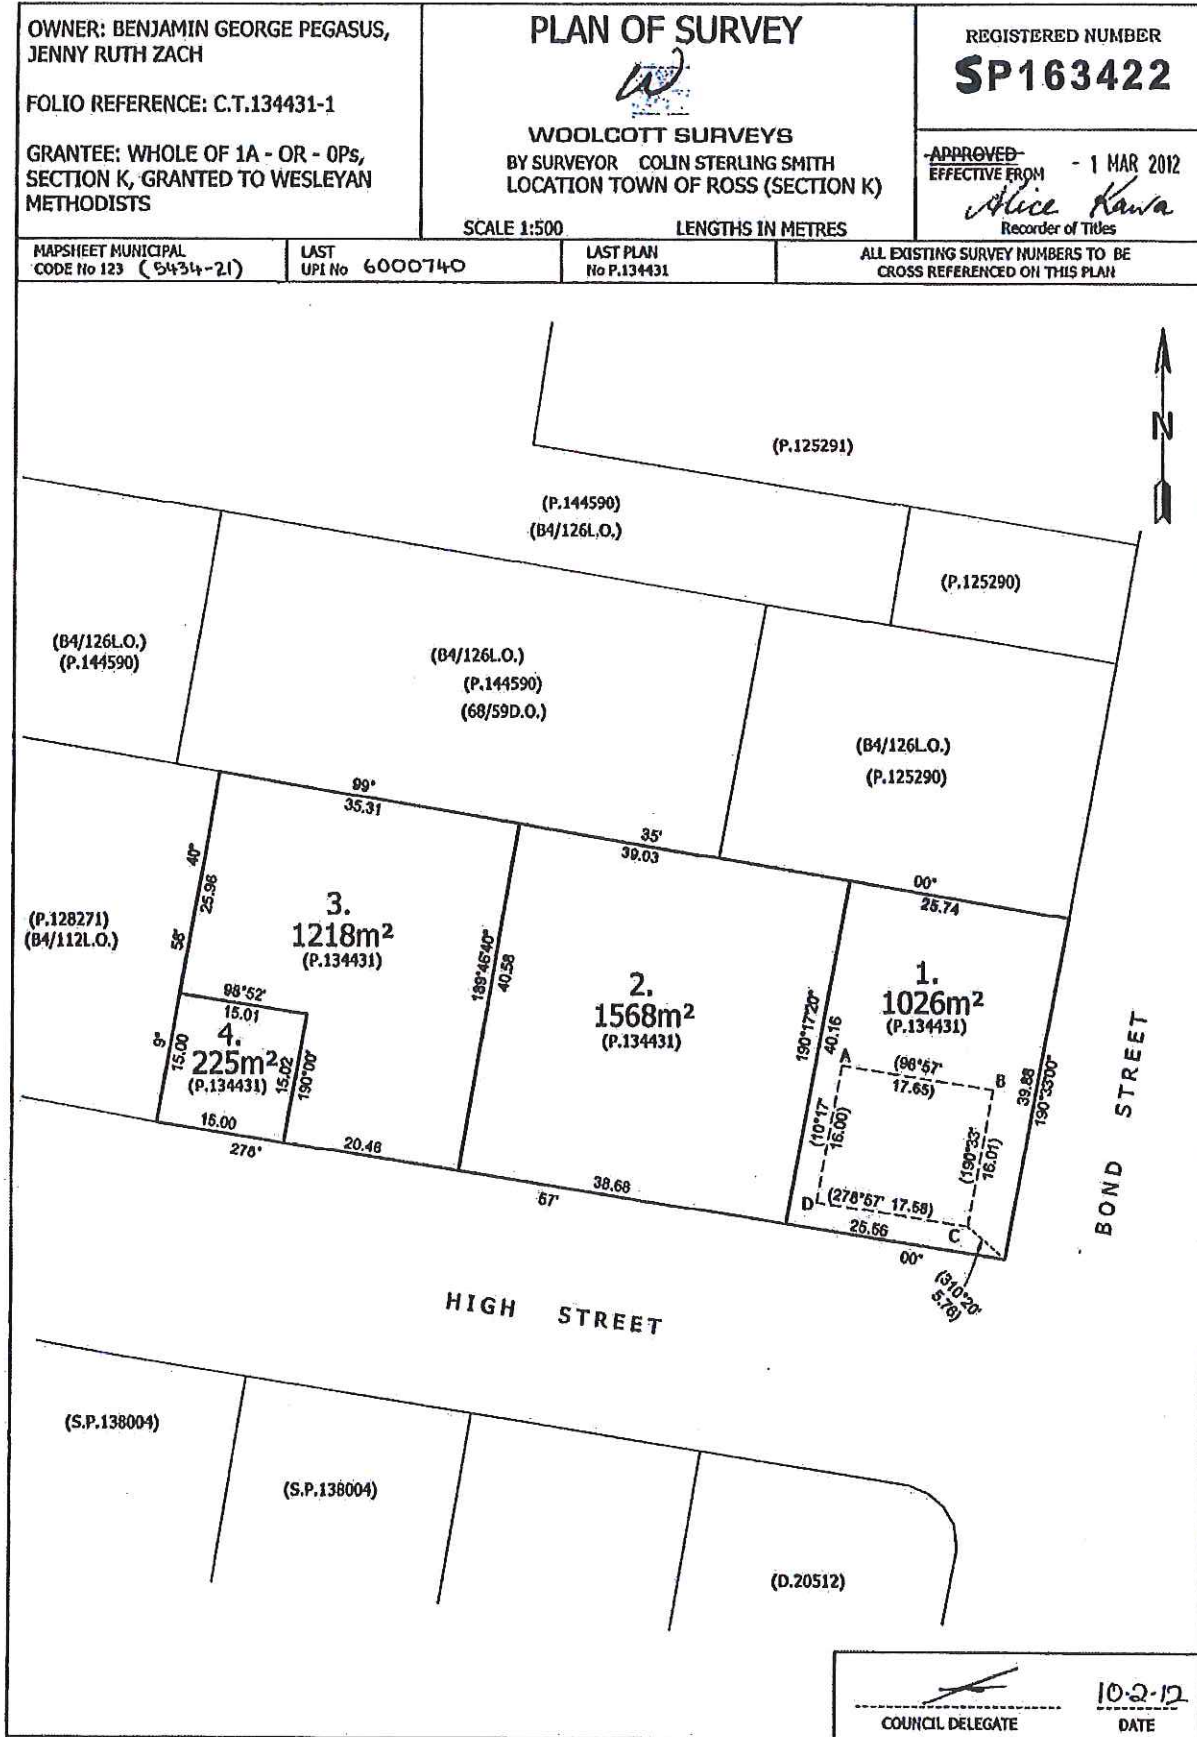 OWNER: BENJAMIN GEORGE PEGASUS,
JENNY RUTH ZACH
FOLIO REFERENCE: C.T.134431-1
GRANTEE: WHOLE OF 1A - OR - 0Ps,
SECTION K, GRANTED TO WESLEYAN
METHODISTS
PLAN OF SURVEY
W
WOOLCOTT SURVEYS
BY SURVEYOR COLIN STERLING SMITH
LOCATION TOWN OF ROSS (SECTION K)
SCALE 1:500 LENGTHS IN METRES
REGISTERED NUMBER
SP163422
APPROVED
EFFECTIVE FROM - 1 MAR 2012
Alice Kawa
Recorder of Titles
MAPSHEET MUNICIPAL
CODE No 123 (5434-21)
LAST
UPI No 6000740
LAST PLAN
No P.134431
ALL EXISTING SURVEY NUMBERS TO BE
CROSS REFERENCED ON THIS PLAN
N
(P.125291)
(P.144590)
(B4/126L.O.)
(P.125290)
(B4/126L.O.)
(P.144590)
(B4/126L.O.)
(P.144590)
(68/59D.O.)
(B4/126L.O.)
(P.125290)
99°
35.31
35'
39.03
00"
25.74
40"
25.98
58'
9°
15.00
(P.128271)
(B4/112L.O.)
3.
1218m²
(P.134431)
189°46'40"
40.58
2.
1568m²
(P.134431)
190°17'20"
40.16
1.
1026m²
(P.134431)
39.88
190°33'00"
98°52'
15.01
4.
225m²
(P.134431)
15.02
190°00'
A
(98°57'
17.65)
B
(10°17'
16.00)
(190°33'
16.01)
D
(278°57' 17.58)
C
15.00
278°
20.46
38.68
57'
25.56
00"
(310°20'
5.76)
BOND STREET
HIGH STREET
(S.P.138004)
(S.P.138004)
(D.20512)
COUNCIL DELEGATE
10-2-12
DATE